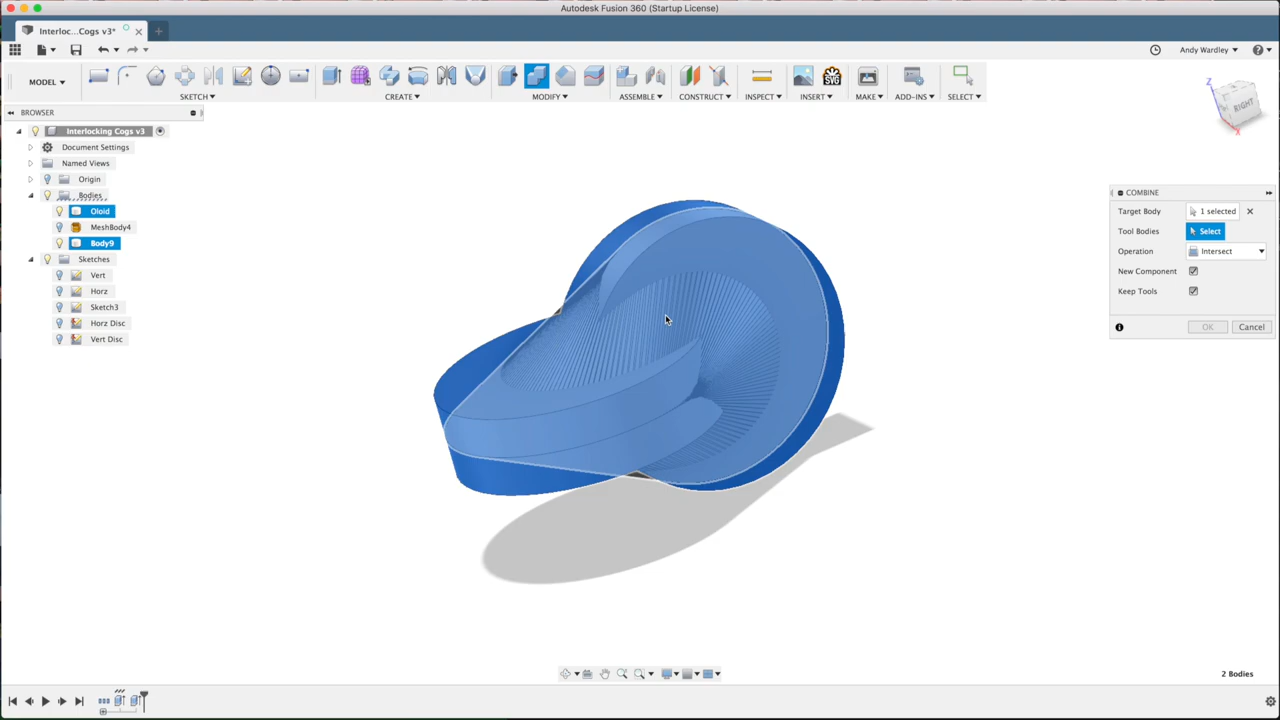 Autodesk Fusion 360 (Startup License)
Interloc...Cogs v3*
Andy Wardley
MODEL
SKETCH
CREATE
MODIFY
ASSEMBLE
CONSTRUCT
INSPECT
INSERT
MAKE
ADD-INS
SELECT
SVG
RIGHT
Z
X
BROWSER
Interlocking Cogs v3
Document Settings
Named Views
Origin
Bodies
Oloid
MeshBody4
Body9
Sketches
Vert
Horz
Sketch3
Horz Disc
Vert Disc
COMBINE
Target Body 1 selected
Tool Bodies Select
Operation Intersect
New Component
Keep Tools
OK Cancel
2 Bodies